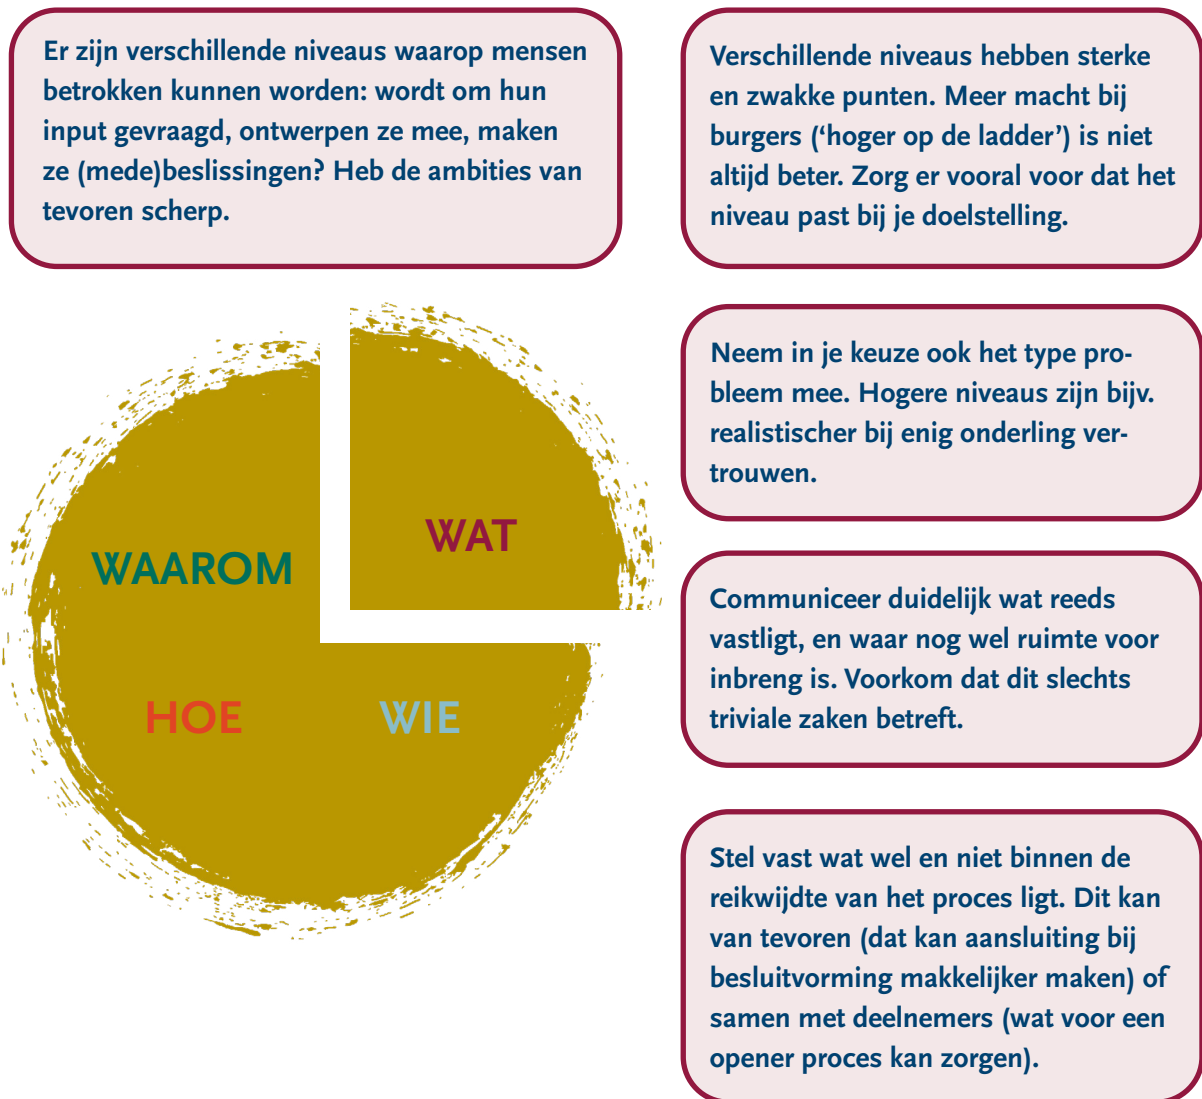 Er zijn verschillende niveaus waarop mensen
betrokken kunnen worden: wordt om hun
input gevraagd, ontwerpen ze mee, maken
ze (mede)beslissingen? Heb de ambities van
tevoren scherp.
Verschillende niveaus hebben sterke
en zwakke punten. Meer macht bij
burgers (‘hoger op de ladder’) is niet
altijd beter. Zorg er vooral voor dat het
niveau past bij je doelstelling.
Neem in je keuze ook het type pro-
bleem mee. Hogere niveaus zijn bijv.
realistischer bij enig onderling ver-
trouwen.
WAT
WAAROM
HOE
WIE
Communiceer duidelijk wat reeds
vastligt, en waar nog wel ruimte voor
inbreng is. Voorkom dat dit slechts
triviale zaken betreft.
Stel vast wat wel en niet binnen de
reikwijdte van het proces ligt. Dit kan
van tevoren (dat kan aansluiting bij
besluitvorming makkelijker maken) of
samen met deelnemers (wat voor een
opener proces kan zorgen).